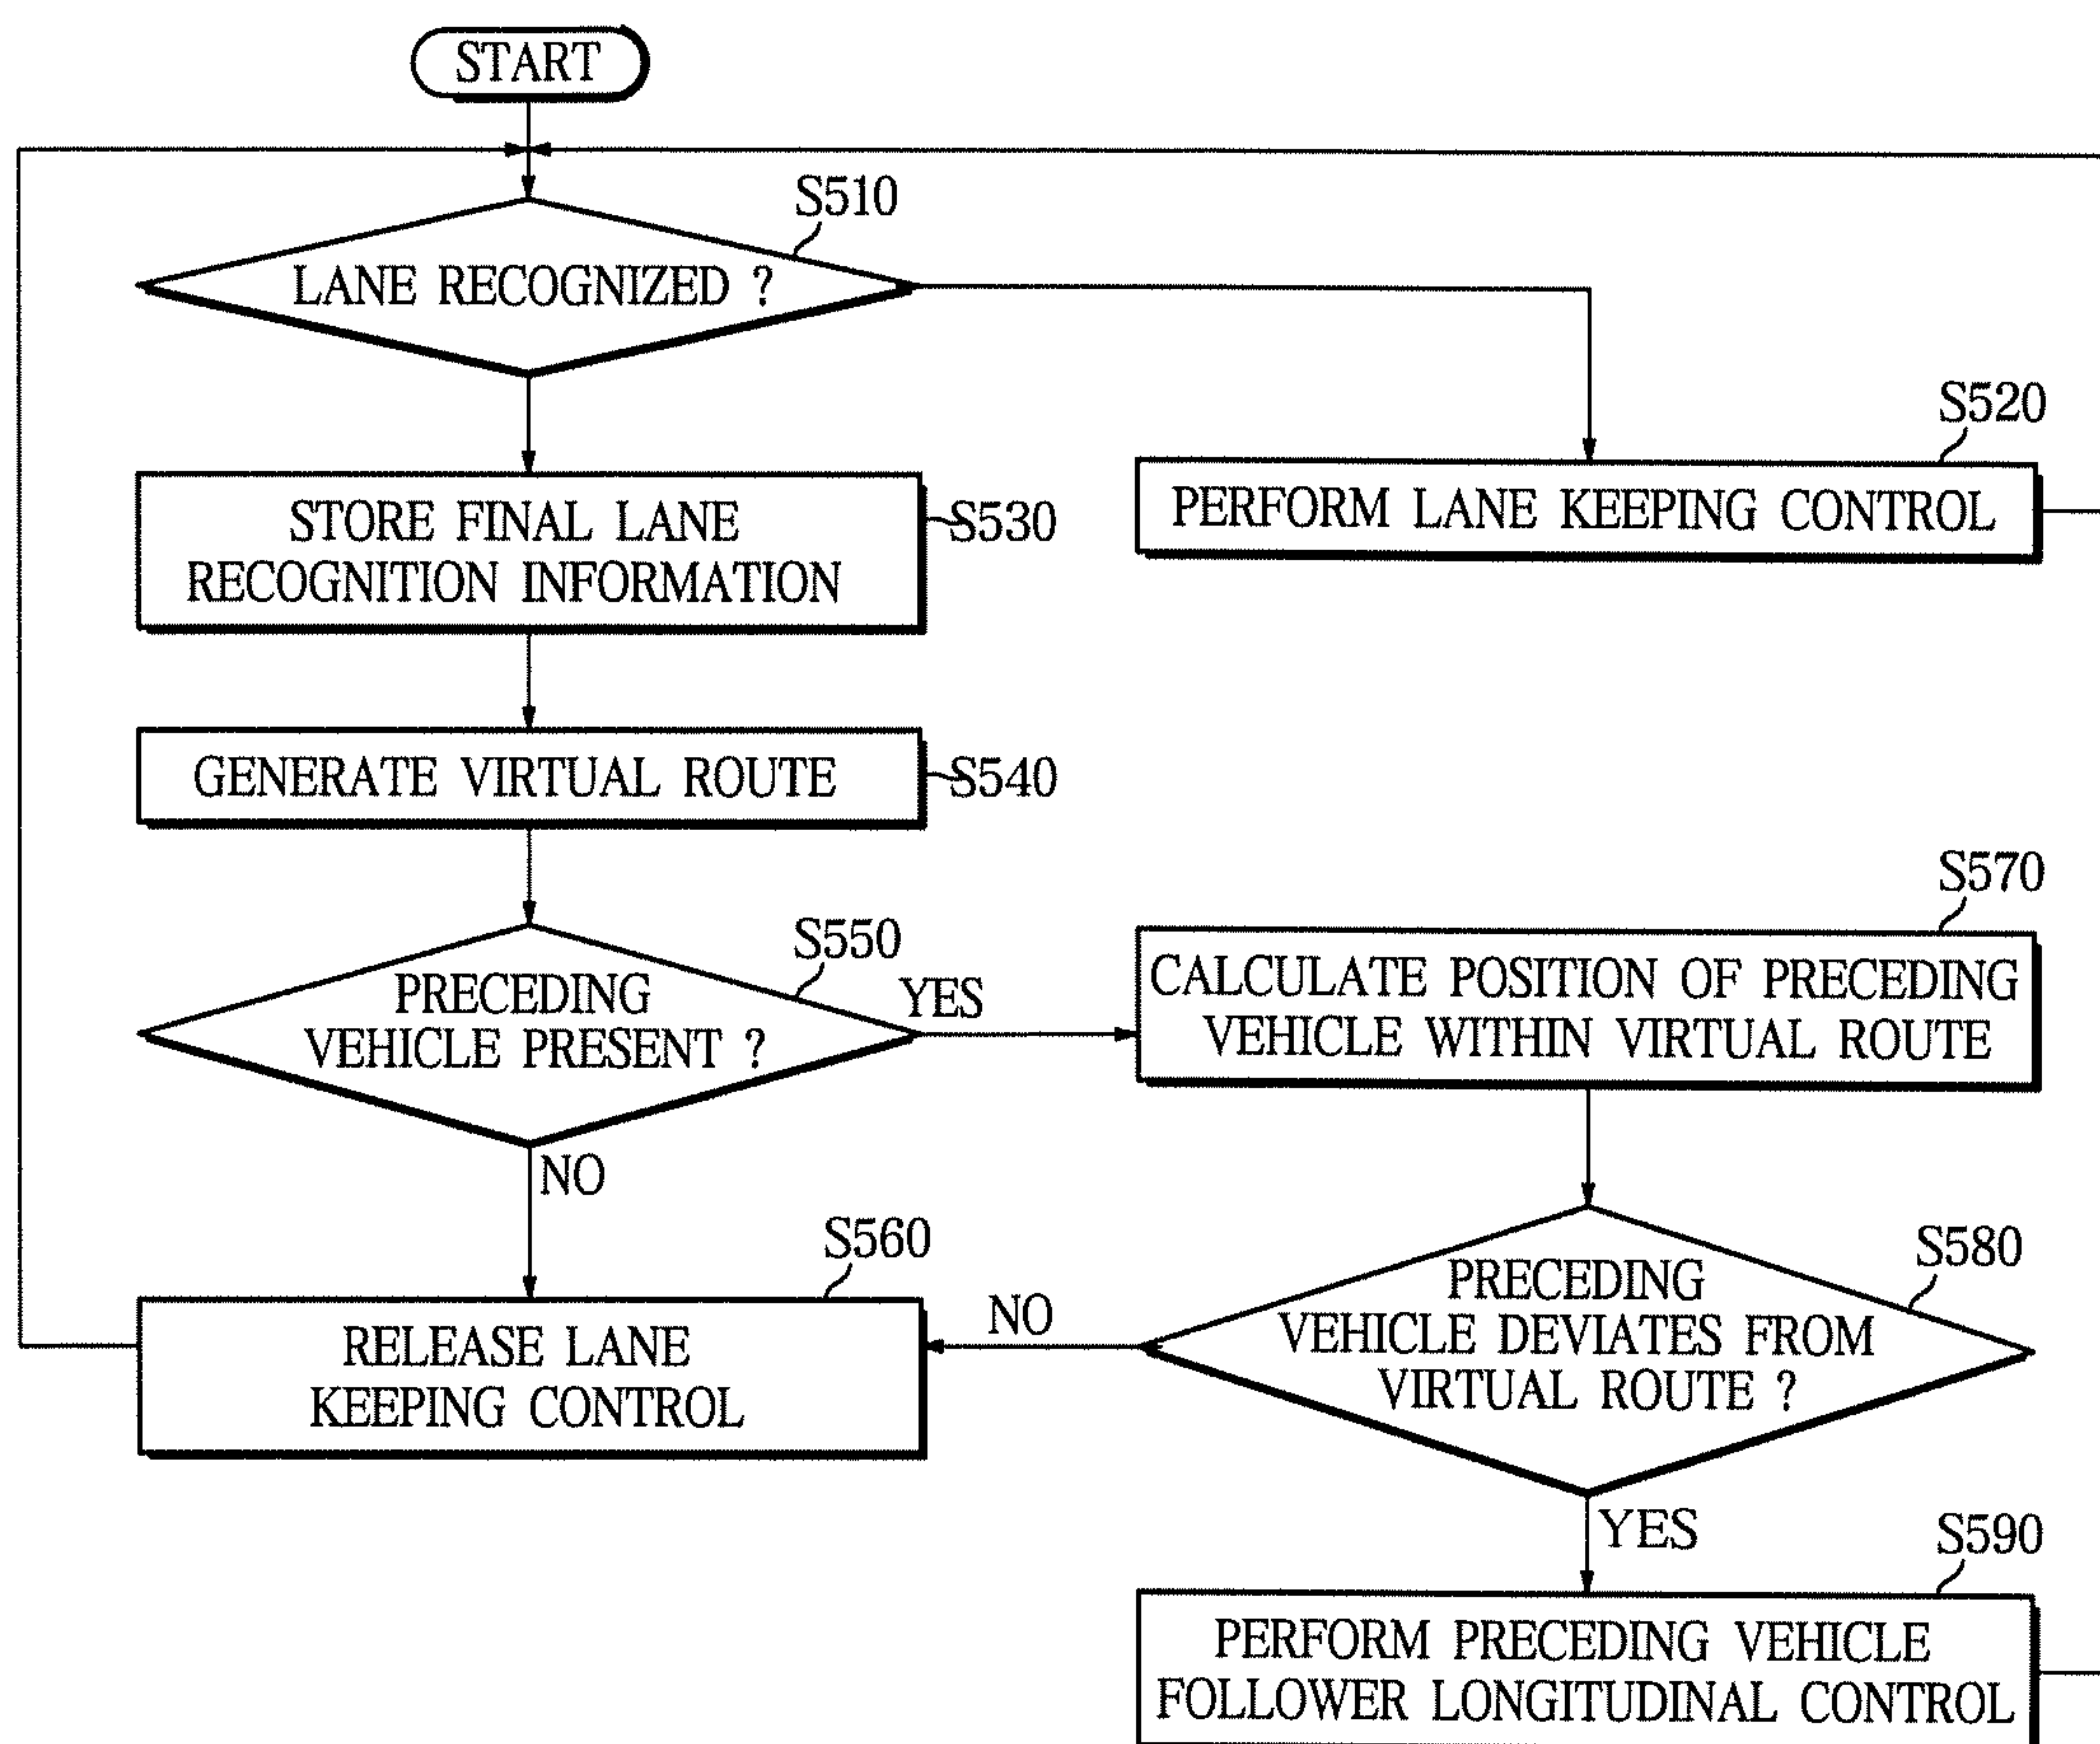 START
S510
LANE RECOGNIZED ?
S520
PERFORM LANE KEEPING CONTROL
STORE FINAL LANE
RECOGNITION INFORMATION
S530
GENERATE VIRTUAL ROUTE
S540
S550
PRECEDING
VEHICLE PRESENT ?
YES
NO
S570
CALCULATE POSITION OF PRECEDING
VEHICLE WITHIN VIRTUAL ROUTE
S560
RELEASE LANE
KEEPING CONTROL
S580
PRECEDING
VEHICLE DEVIATES FROM
VIRTUAL ROUTE ?
NO
YES
S590
PERFORM PRECEDING VEHICLE
FOLLOWER LONGITUDINAL CONTROL